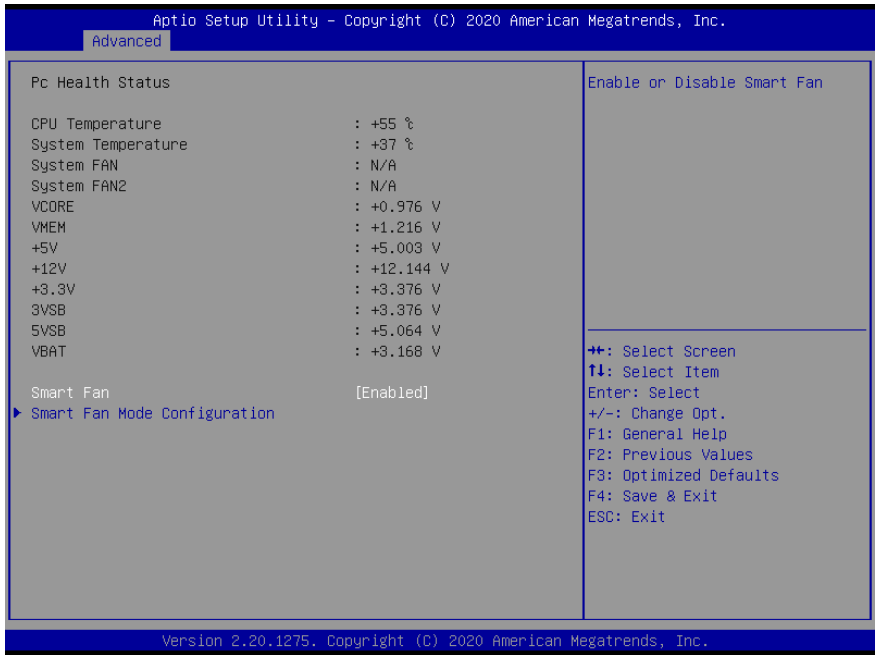 Aptio Setup Utility – Copyright (C) 2020 American Megatrends, Inc.
Advanced
Pc Health Status
CPU Temperature : +55 ℃
System Temperature : +37 ℃
System FAN : N/A
System FAN2 : N/A
VCORE : +0.976 V
VMEM : +1.216 V
+5V : +5.003 V
+12V : +12.144 V
+3.3V : +3.376 V
3VSB : +3.376 V
5VSB : +5.064 V
VBAT : +3.168 V
Smart Fan [Enabled]
Smart Fan Mode Configuration
Enable or Disable Smart Fan
→←: Select Screen
↑↓: Select Item
Enter: Select
+/-: Change Opt.
F1: General Help
F2: Previous Values
F3: Optimized Defaults
F4: Save & Exit
ESC: Exit
Version 2.20.1275. Copyright (C) 2020 American Megatrends, Inc.